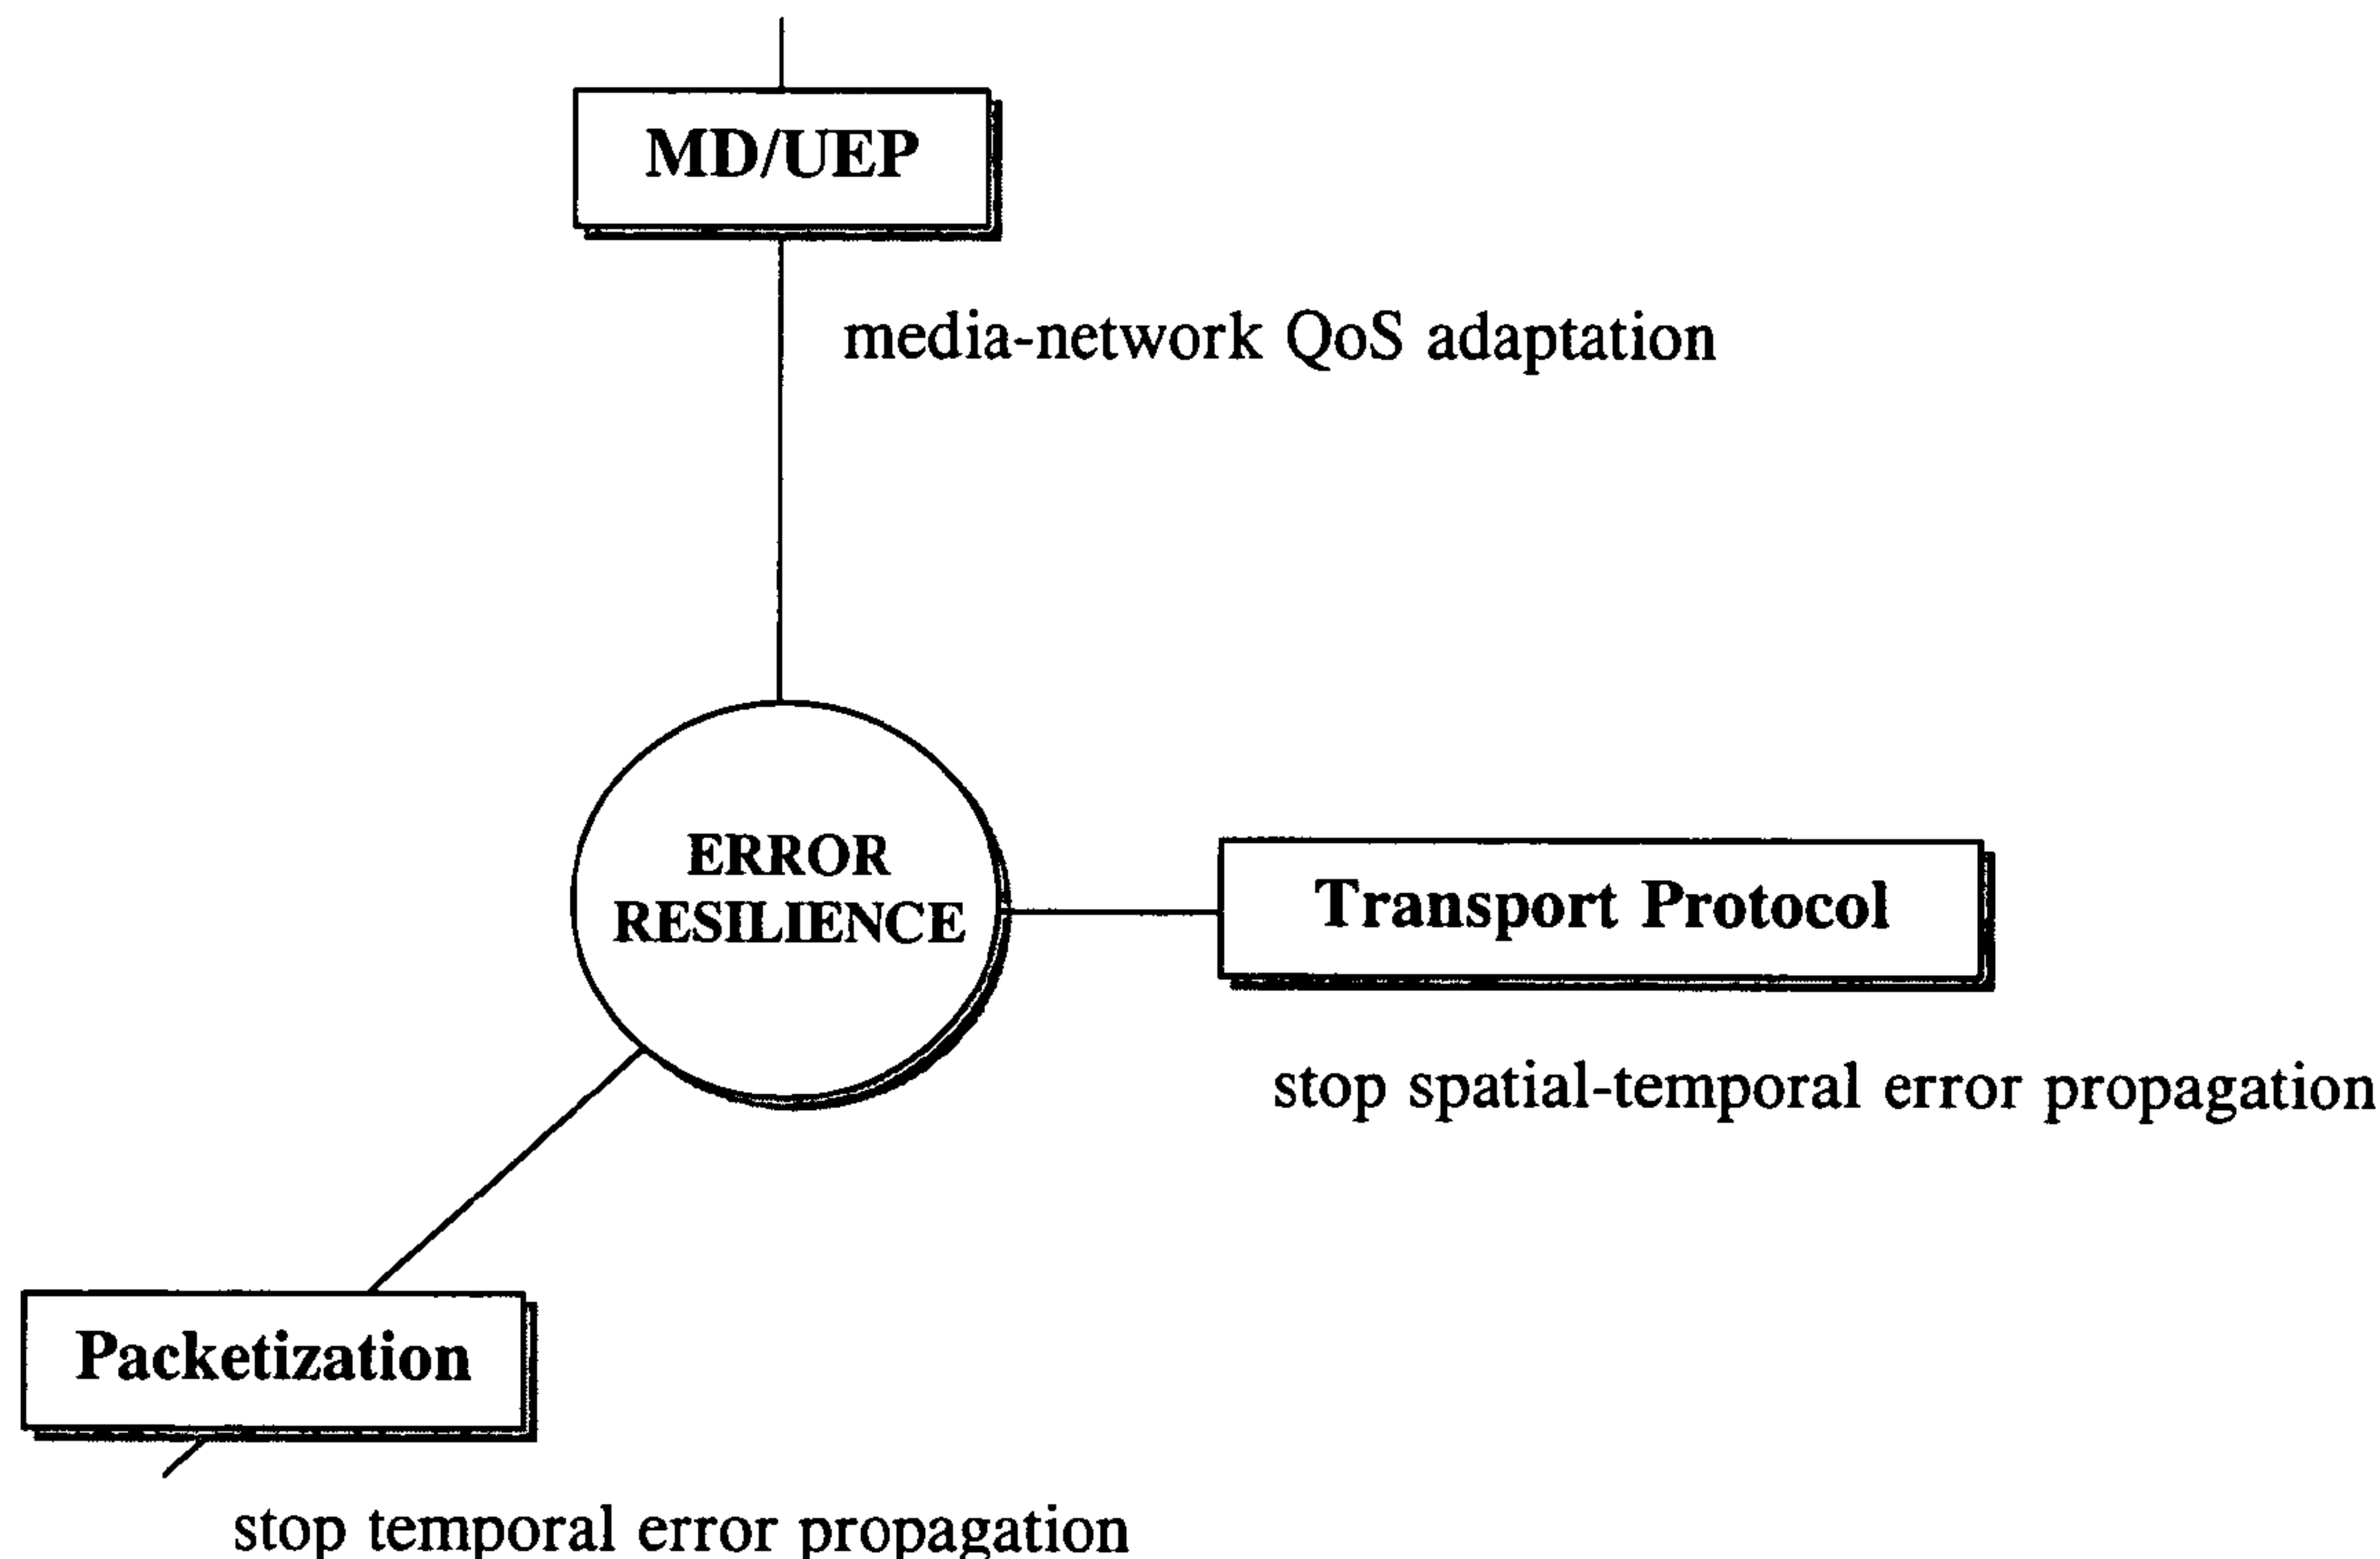 MD/UEP
media-network QoS adaptation
ERROR
RESILIENCE
Transport Protocol
stop spatial-temporal error propagation
Packetization
stop temporal error propagation